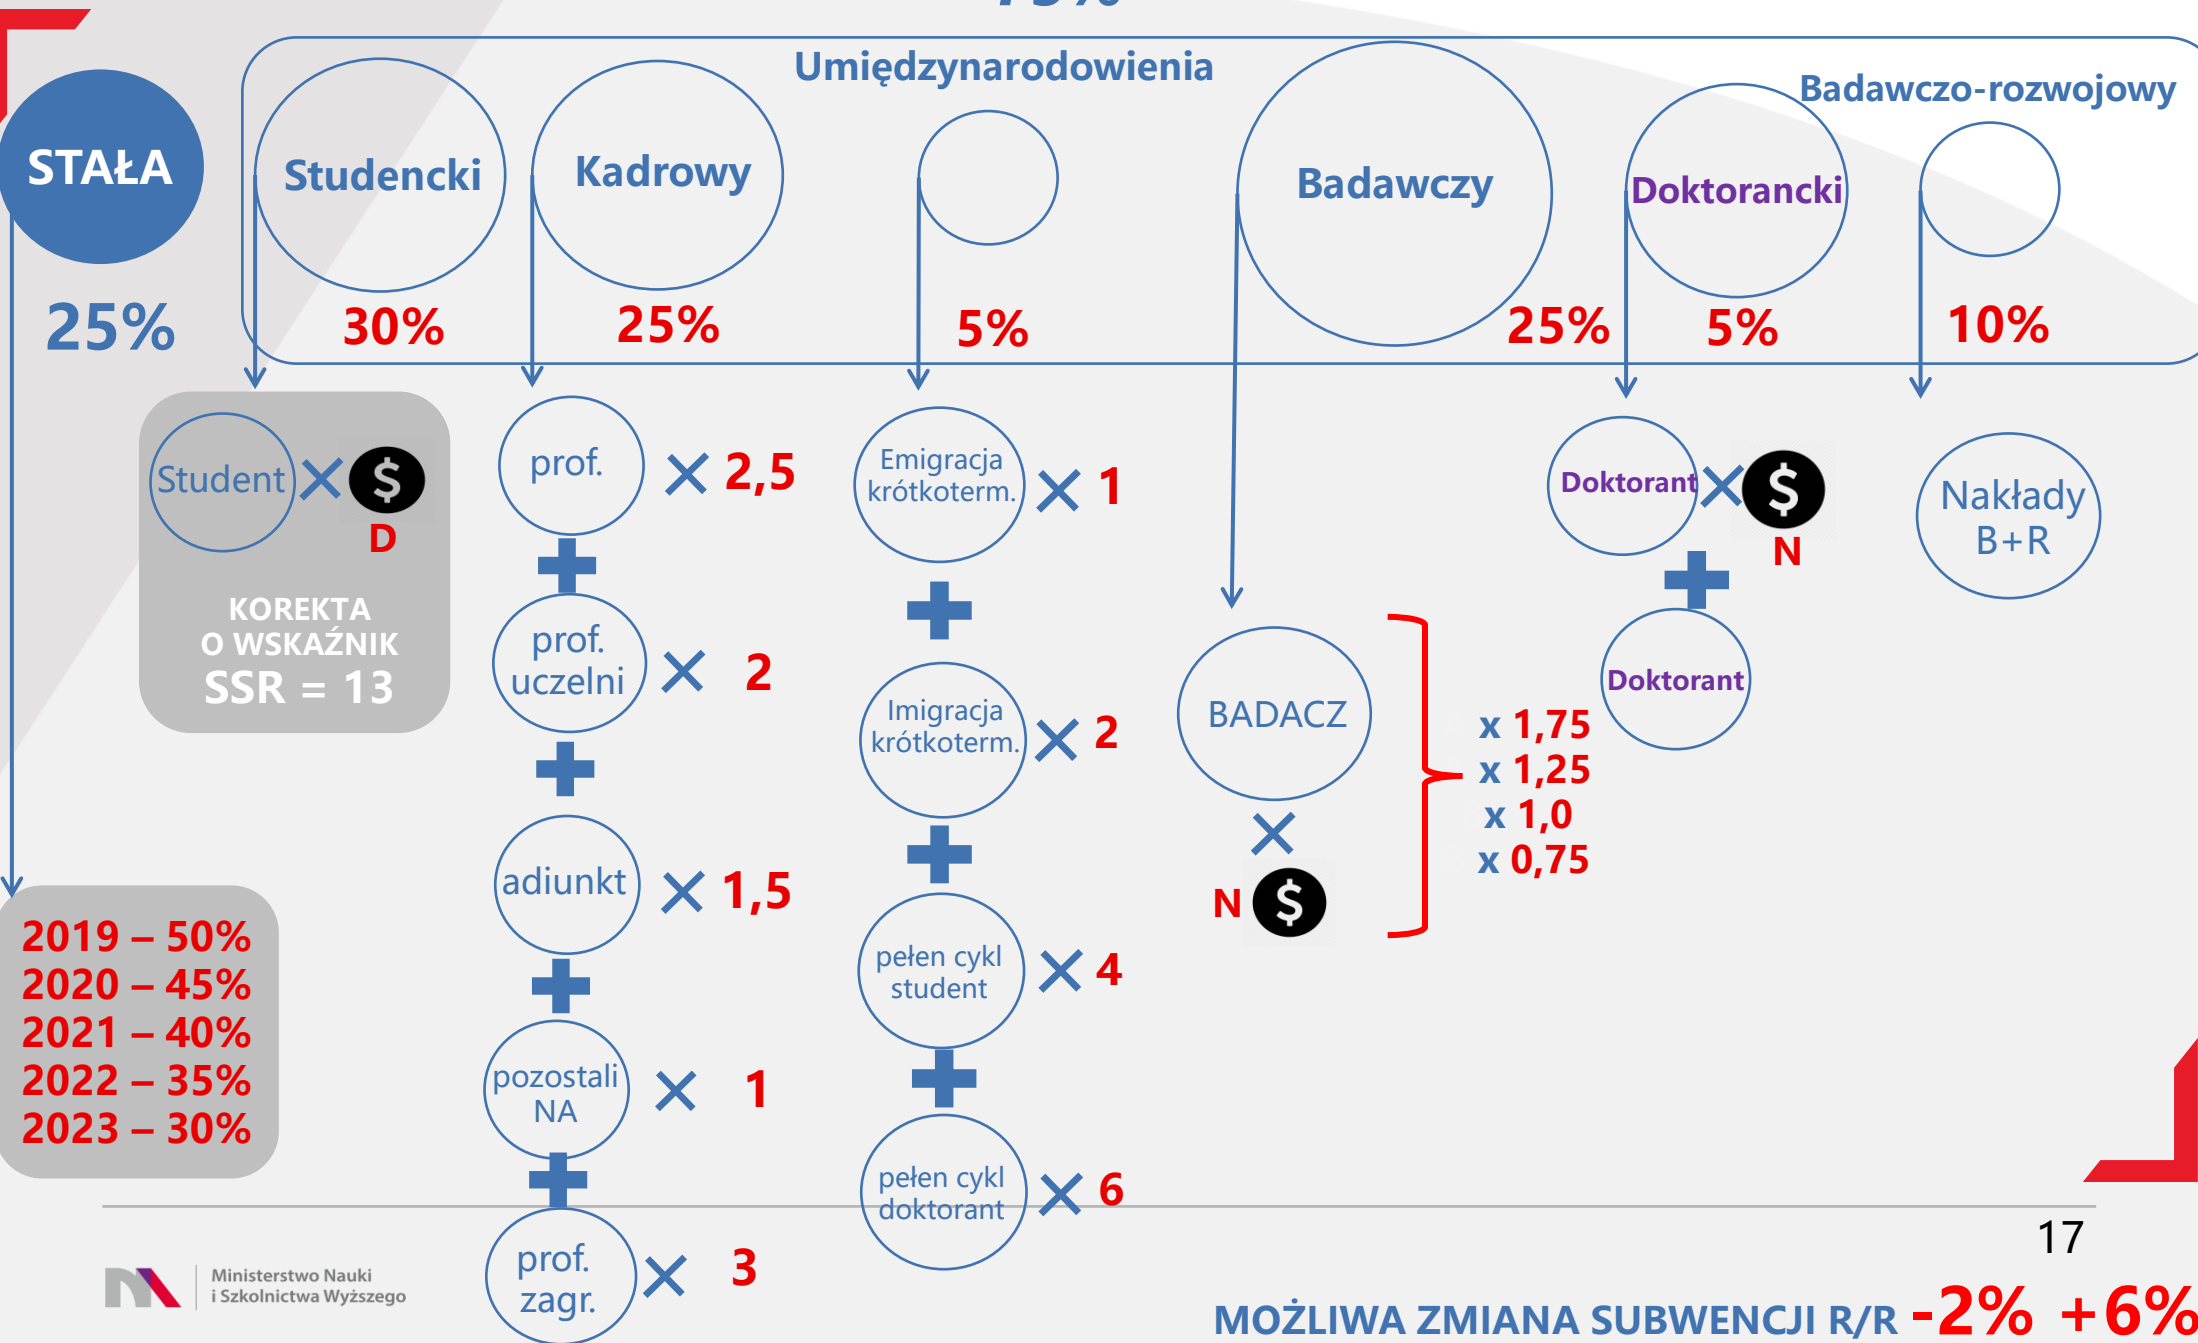 75%
STAŁA
25%
Studencki
30%
Kadrowy
25%
Umiędzynarodowienia
5%
Badawczy
25%
Doktorancki
5%
Badawczo-rozwojowy
10%
Student
$
D
KOREKTA
O WSKAŹNIK
SSR = 13
2019 – 50%
2020 – 45%
2021 – 40%
2022 – 35%
2023 – 30%
prof.
2,5
prof.
uczelni
2
adiunkt
1,5
pozostali
NA
1
prof.
zagr.
3
Emigracja
krótkoterm.
1
Imigracja
krótkoterm.
2
pełen cykl
student
4
pełen cykl
doktorant
6
BADACZ
N $
x 1,75
x 1,25
x 1,0
x 0,75
Doktorant
$
N
Doktorant
Nakłady
B+R
17
Ministerstwo Nauki
i Szkolnictwa Wyższego
MOŻLIWA ZMIANA SUBWENCJI R/R -2% +6%